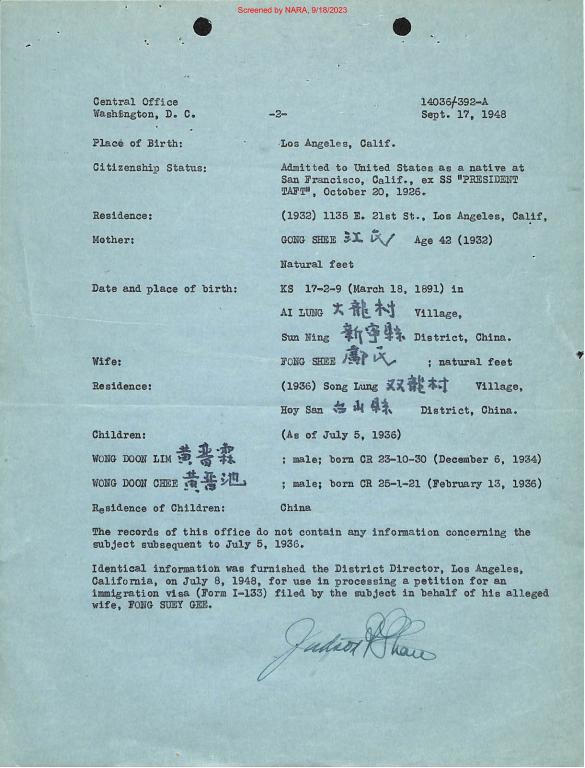 Screened by NARA, 9/18/2023
Central Office 14036/392-A
Washington, D. C. -2- Sept. 17, 1948
Place of Birth: Los Angeles, Calif.
Citizenship Status: Admitted to United States as a native at
San Francisco, Calif., ex SS "PRESIDENT
TAFT", October 20, 1926.
Residence: (1932) 1135 E. 21st St., Los Angeles, Calif,
Mother: GONG SHEE 江氏 Age 42 (1932)
Natural feet
Date and place of birth: KS 17-2-9 (March 18, 1891) in
AI LUNG 大龍村 Village,
Sun Ning 新寧縣 District, China.
Wife: FONG SHEE 鄺氏 ; natural feet
Residence: (1936) Song Lung 双龍村 Village,
Hoy San 台山縣 District, China.
Children: (As of July 5, 1936)
WONG DOON LIM 黃晋霖 ; male; born CR 23-10-30 (December 6, 1934)
WONG DOON CHEE 黃晋池 ; male; born CR 25-1-21 (February 13, 1936)
Residence of Children: China
The records of this office do not contain any information concerning the
subject subsequent to July 5, 1936.
Identical information was furnished the District Director, Los Angeles,
California, on July 8, 1948, for use in processing a petition for an
immigration visa (Form I-133) filed by the subject in behalf of his alleged
wife, FONG SUEY GEE.